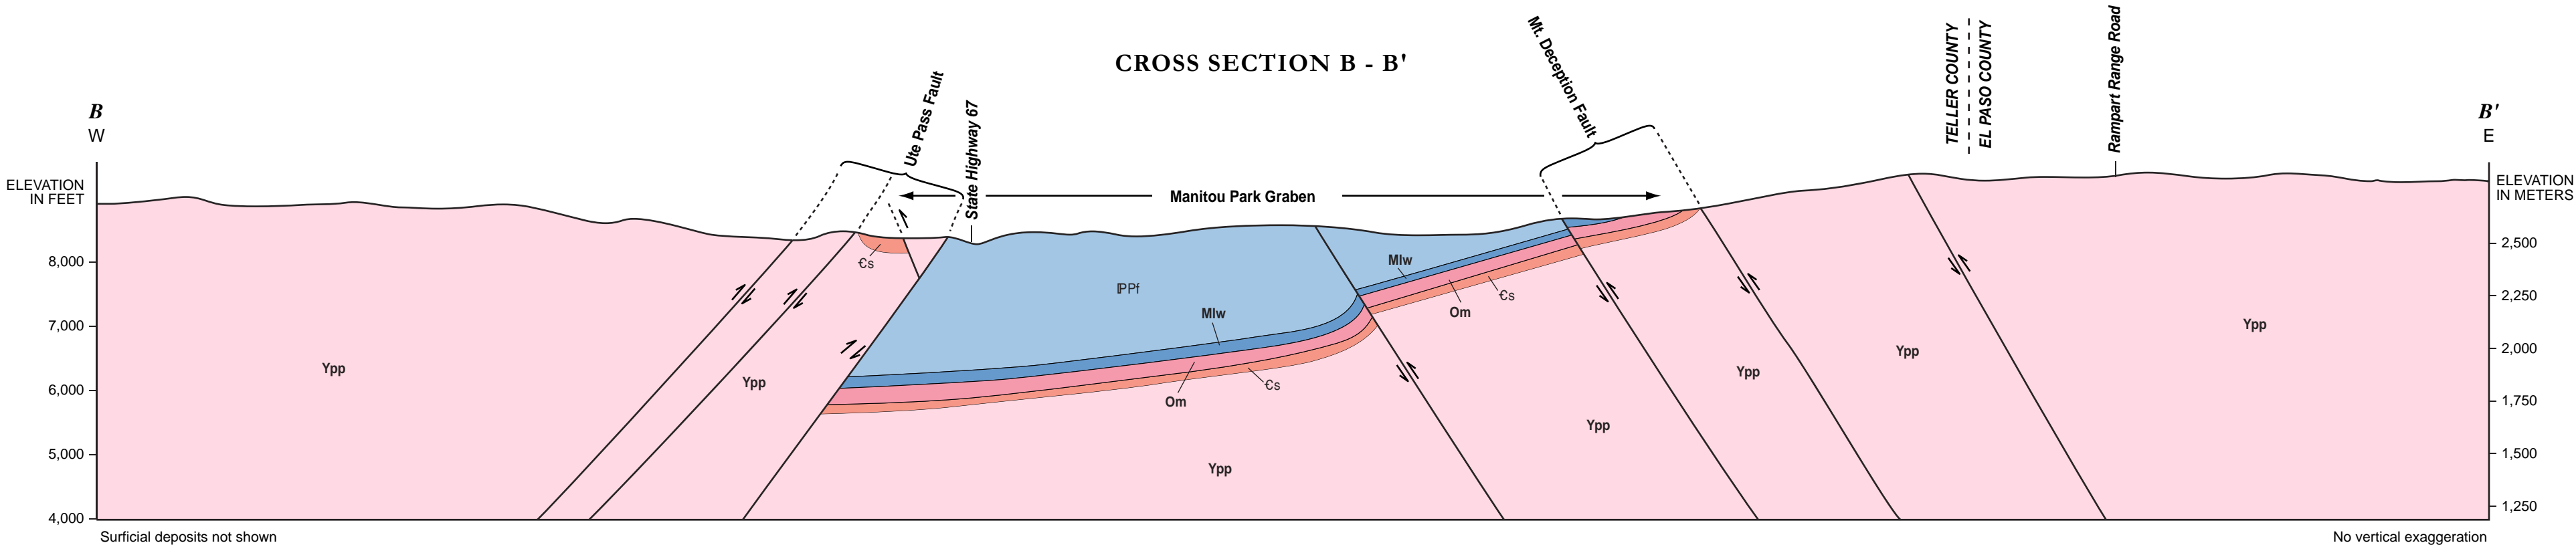 CROSS SECTION B - B'
B
W
B'
E
ELEVATION
IN FEET
ELEVATION
IN METERS
Ute Pass Fault
State Highway 67
Manitou Park Graben
Mt. Deception Fault
TELLER COUNTY
EL PASO COUNTY
Rampart Range Road
8,000
7,000
6,000
5,000
4,000
2,500
2,250
2,000
1,750
1,500
1,250
Ypp
Ypp
Єs
ℙPf
Mlw
Om
Єs
Ypp
Mlw
Om
Єs
Ypp
Ypp
Ypp
Ypp
Surficial deposits not shown
No vertical exaggeration